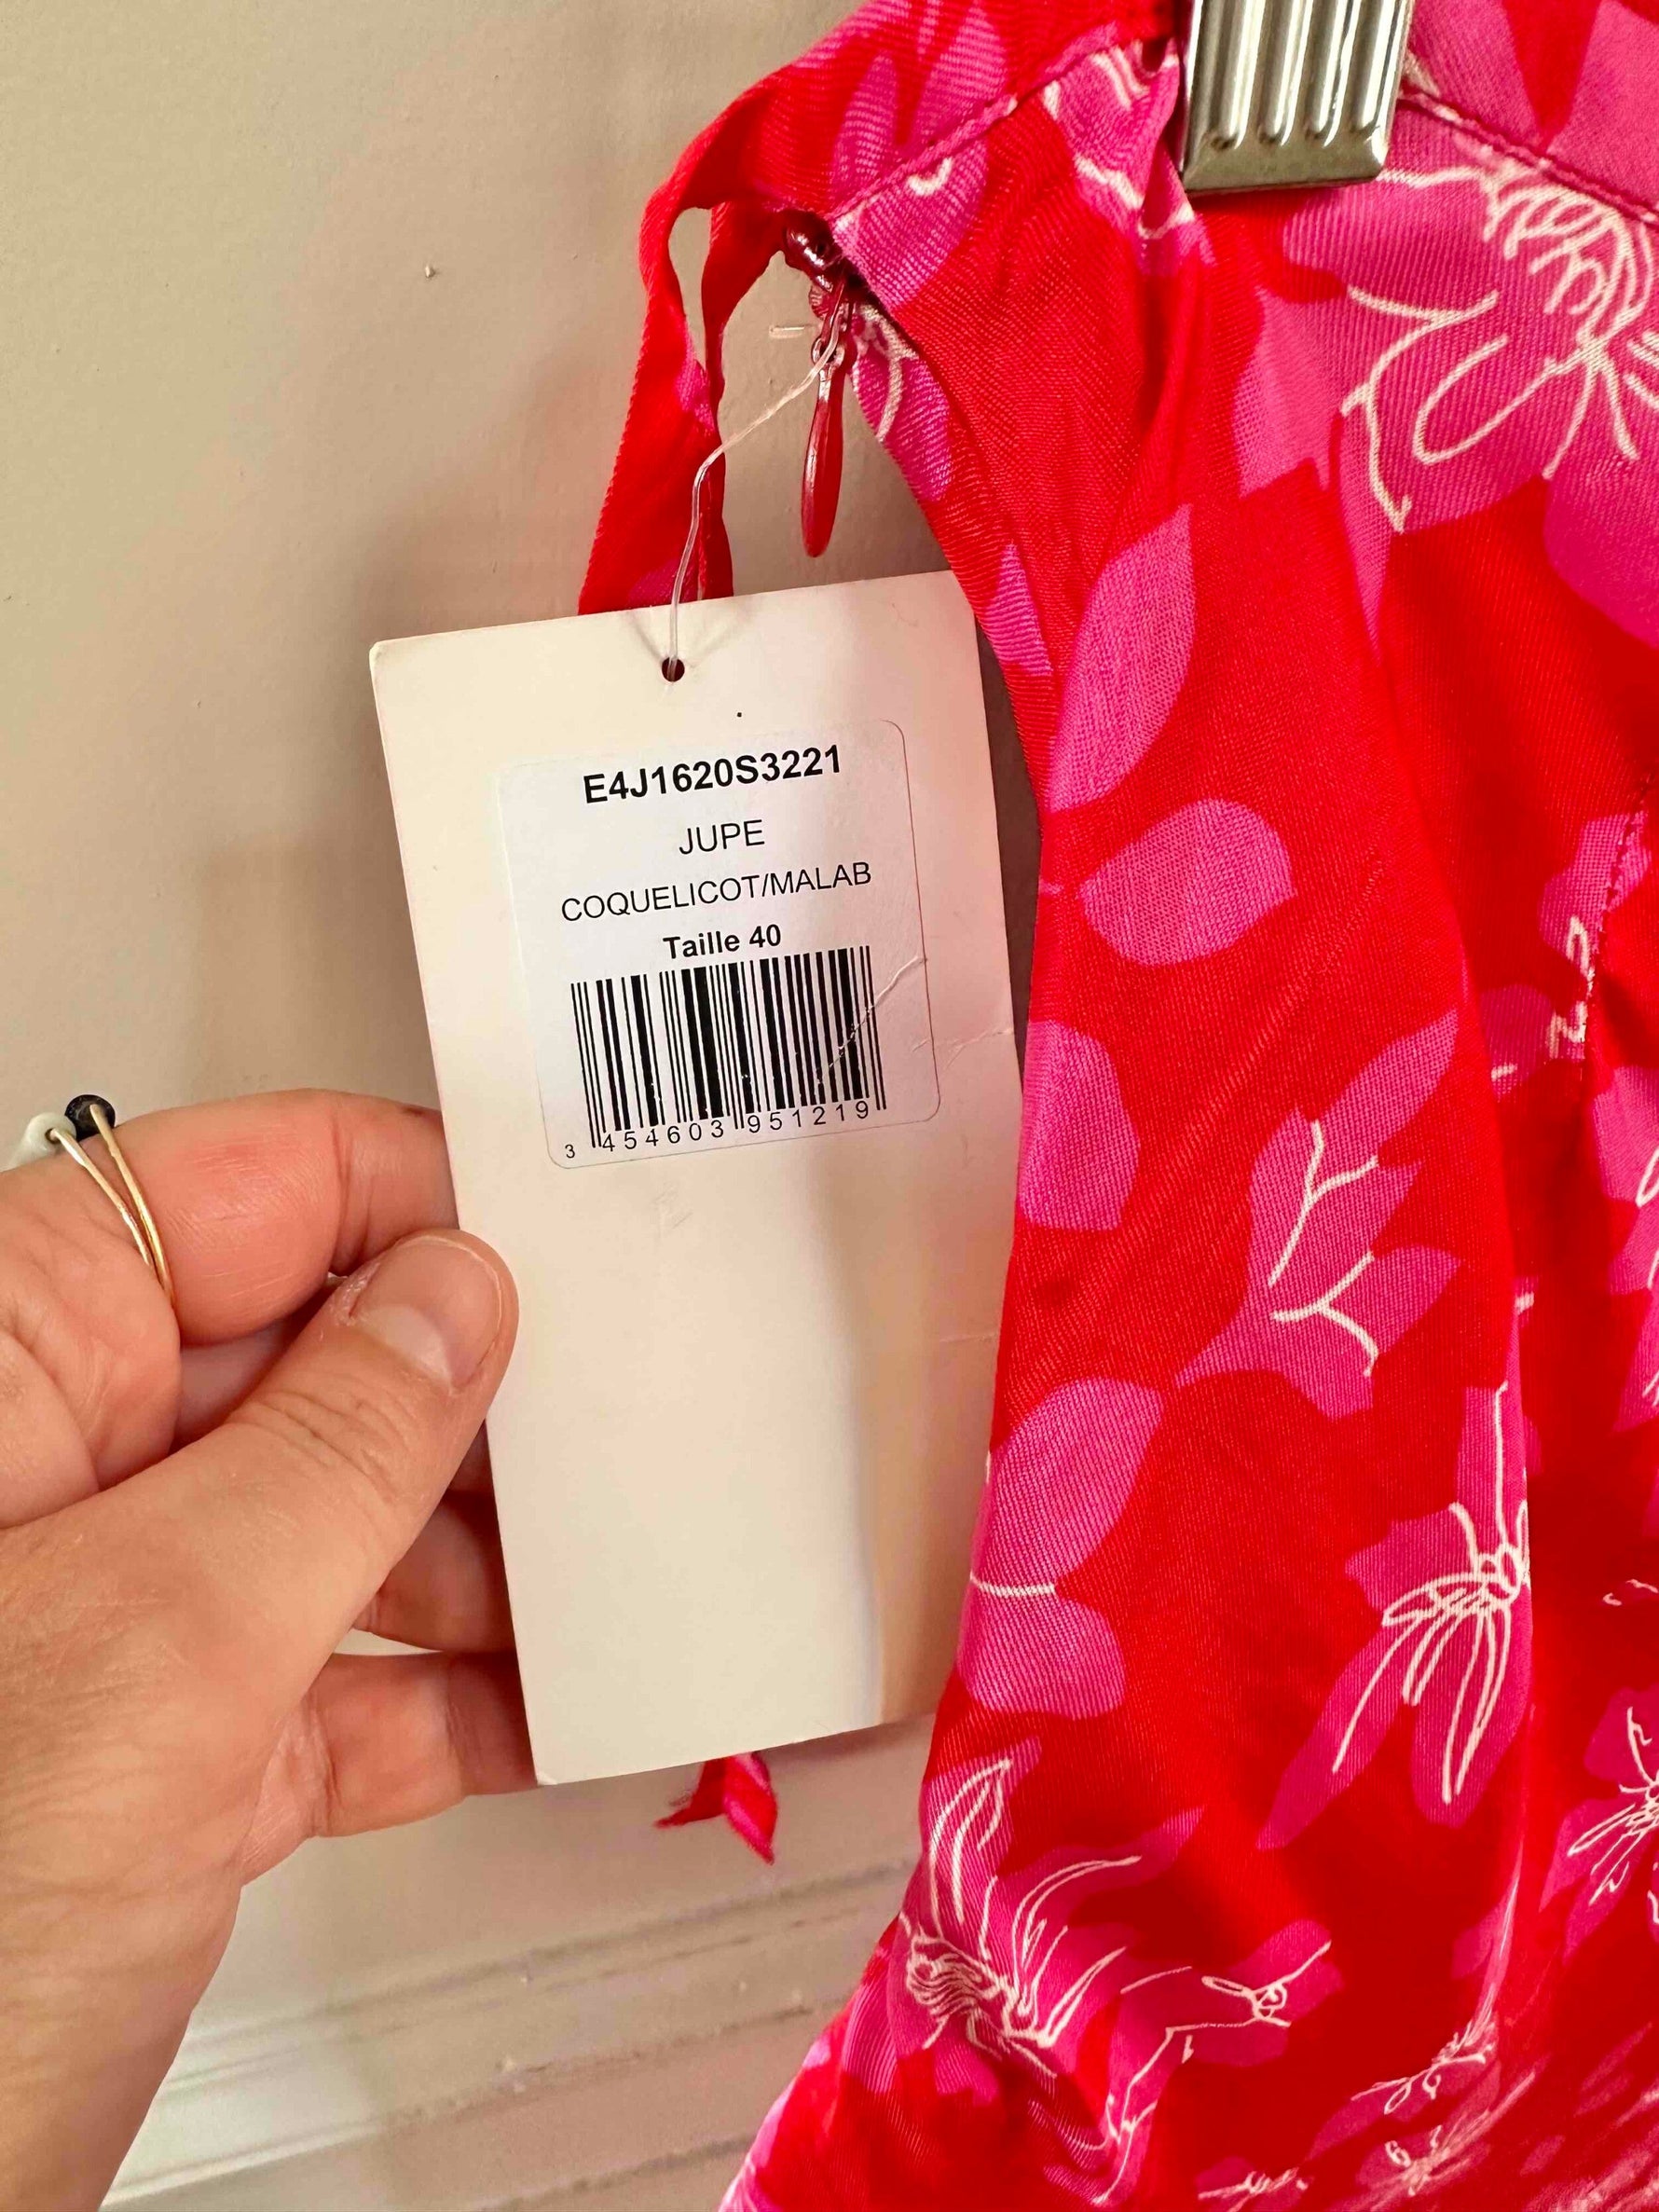 E4J1620S3221
JUPE
COQUELICOT/MALAB
Taille 40
3 454603 951219